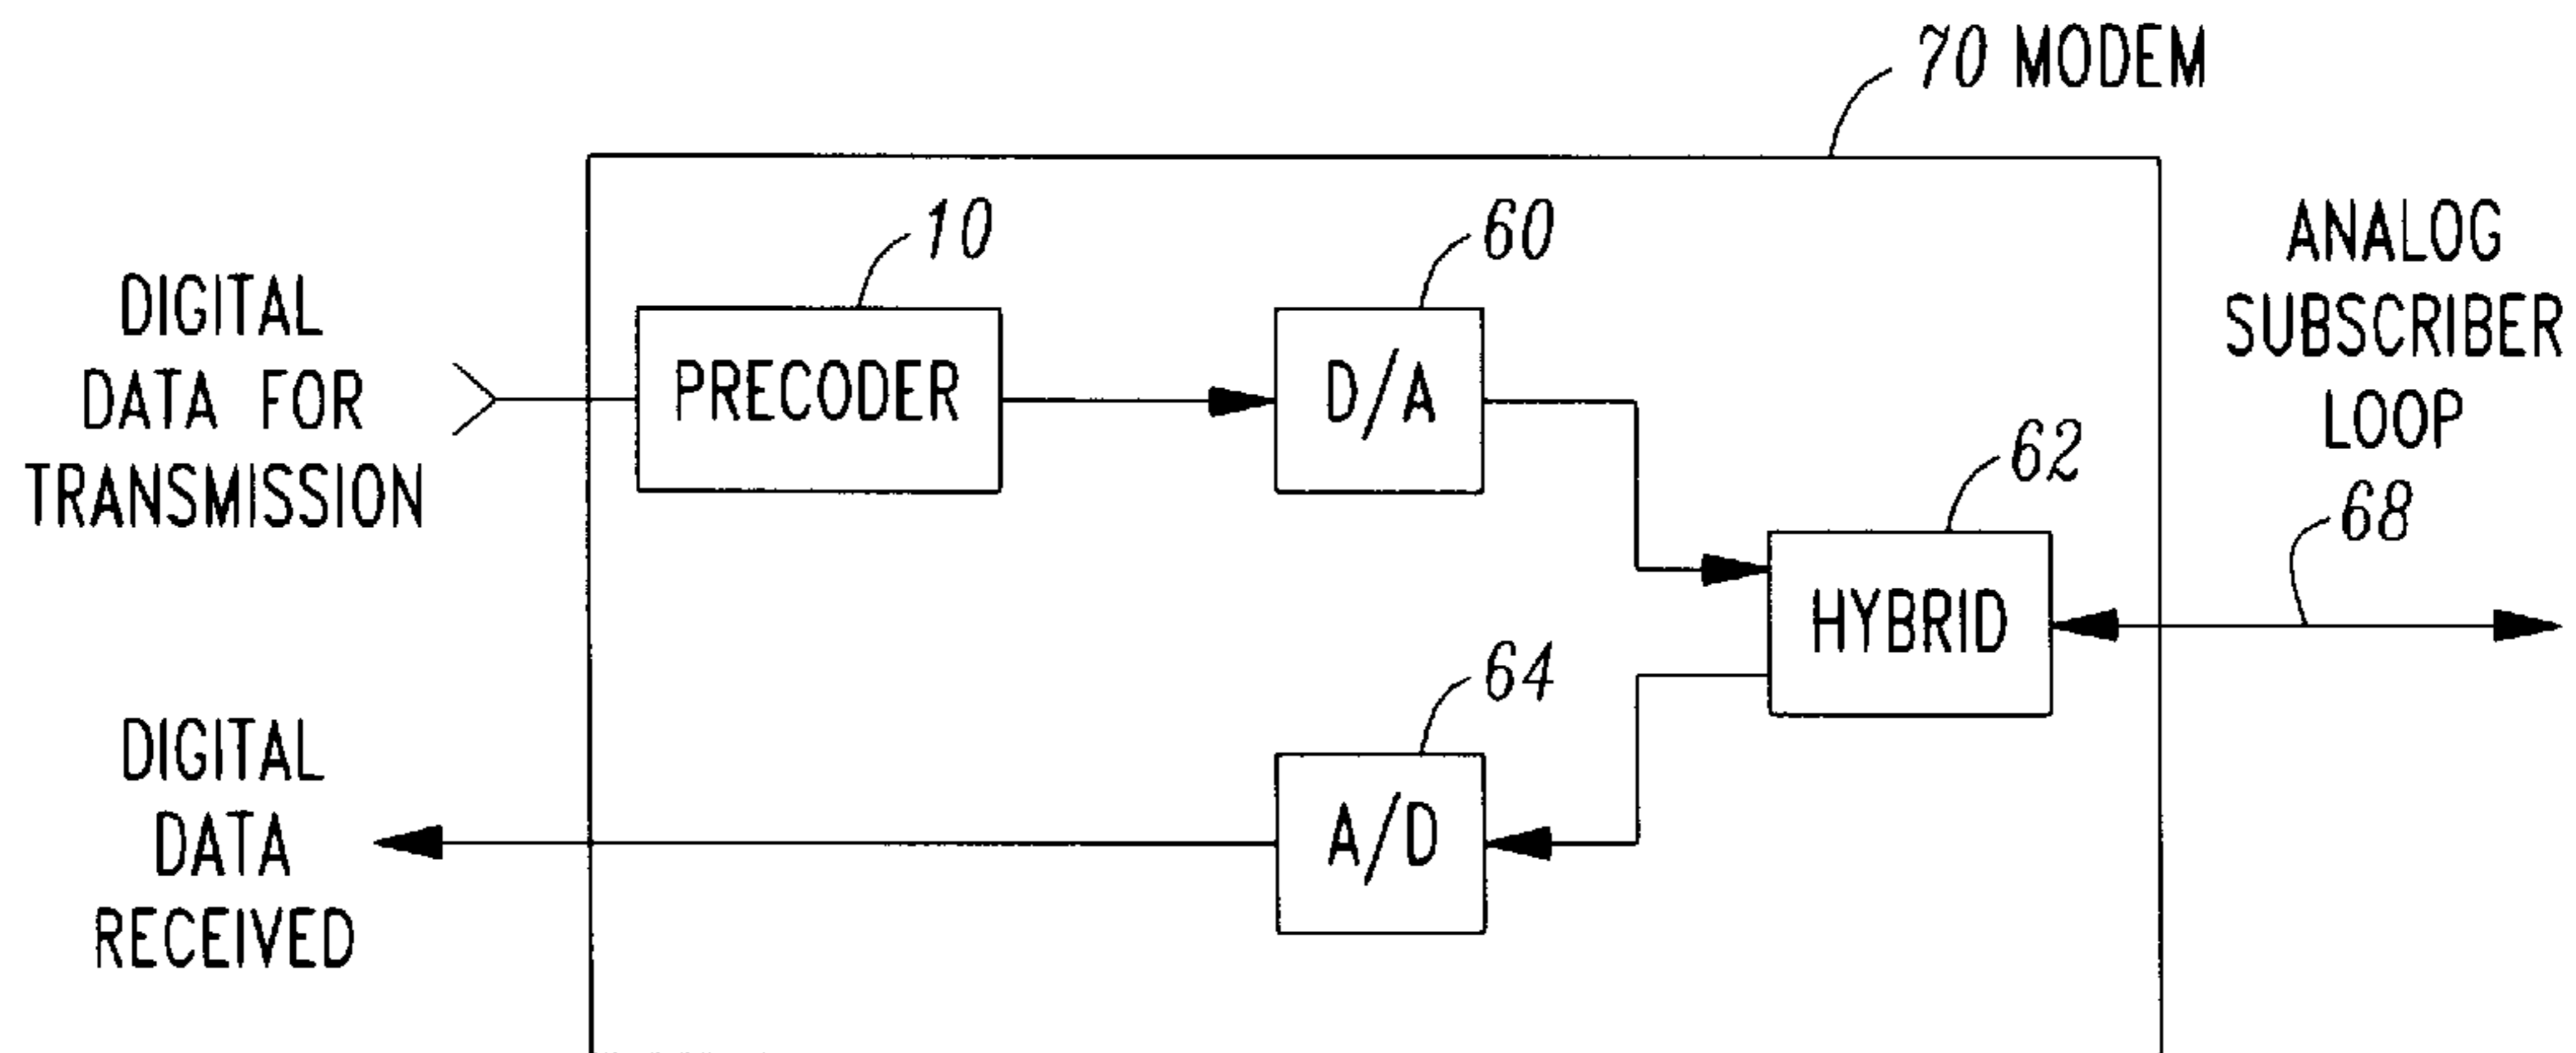 70 MODEM
10
60
ANALOG
SUBSCRIBER
LOOP
68
DIGITAL
DATA FOR
TRANSMISSION
PRECODER
D/A
62
HYBRID
64
A/D
DIGITAL
DATA
RECEIVED